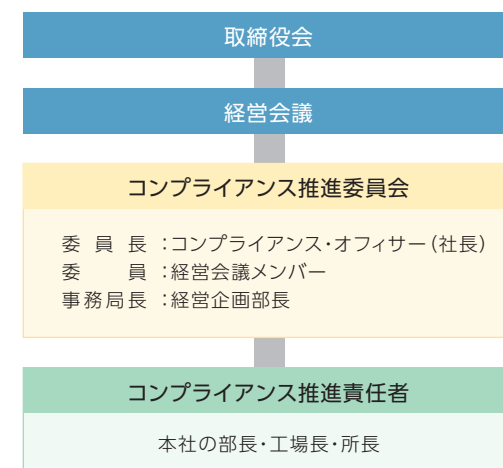 取締役会
経営会議
コンプライアンス推進委員会
委員長：コンプライアンス・オフィサー（社長）
委員：経営会議メンバー
事務局長：経営企画部長
コンプライアンス推進責任者
本社の部長・工場長・所長